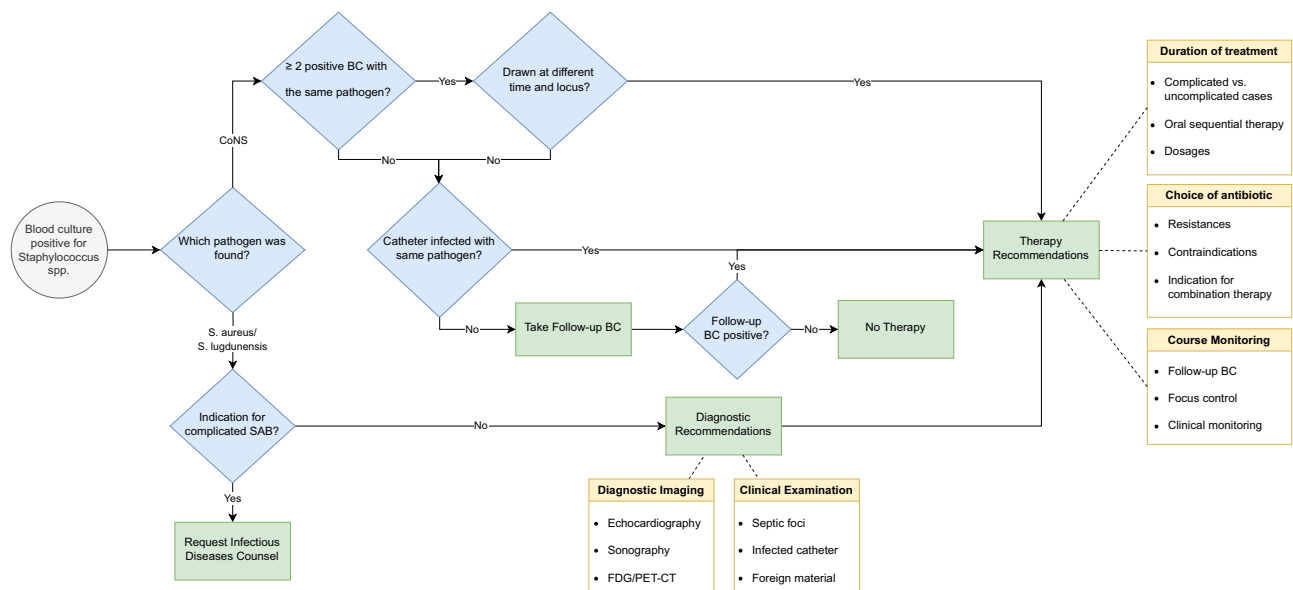 ≥ 2 positive BC with
the same pathogen?
Yes
Drawn at different
time and locus?
Yes
CoNS
No
No
Blood culture
positive for
Staphylococcus
spp.
Which pathogen was
found?
Catheter infected with
same pathogen?
Yes
Yes
Therapy
Recommendations
No
Take Follow-up BC
Follow-up
BC positive?
No
No Therapy
S. aureus/
S. lugdunensis
Indication for
complicated SAB?
No
Diagnostic
Recommendations
Yes
Request Infectious
Diseases Counsel
Diagnostic Imaging
• Echocardiography
• Sonography
• FDG/PET-CT
Clinical Examination
• Septic foci
• Infected catheter
• Foreign material
Duration of treatment
• Complicated vs.
uncomplicated cases
• Oral sequential therapy
• Dosages
Choice of antibiotic
• Resistances
• Contraindications
• Indication for
combination therapy
Course Monitoring
• Follow-up BC
• Focus control
• Clinical monitoring